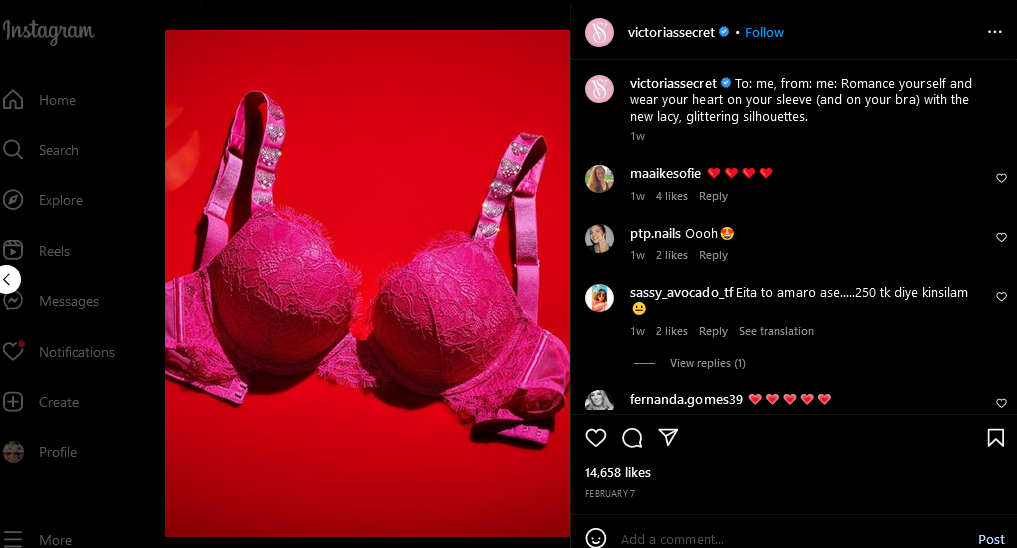 Instagram
Home
Search
Explore
Reels
Messages
Notifications
Create
Profile
More
victoriassecret • Follow
victoriassecret To: me, from: me: Romance yourself and
wear your heart on your sleeve (and on your bra) with the
new lacy, glittering silhouettes.
1w
maaikesofie ❤️❤️❤️❤️
1w 4 likes Reply
ptp.nails Oooh😍
1w 2 likes Reply
sassy_avocado_tf Eita to amaro ase.....250 tk diye kinsilam
😐
1w 2 likes Reply See translation
View replies (1)
fernanda.gomes39 ❤️❤️❤️❤️❤️
14,658 likes
FEBRUARY 7
Add a comment...
Post